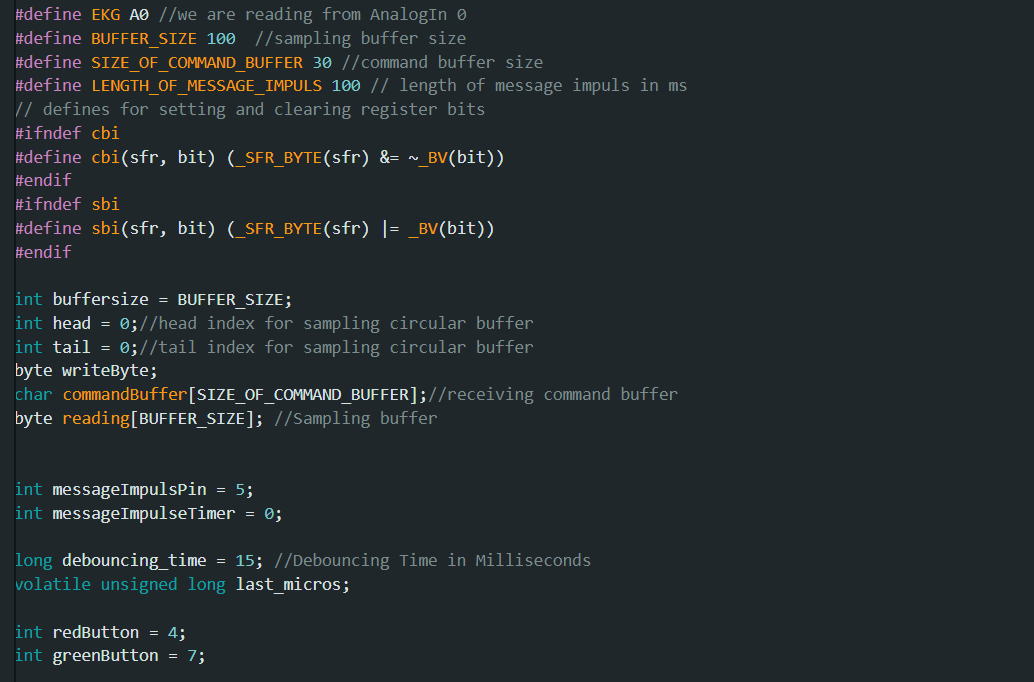 #define EKG A0 //we are reading from AnalogIn 0
#define BUFFER_SIZE 100  //sampling buffer size
#define SIZE_OF_COMMAND_BUFFER 30 //command buffer size
#define LENGTH_OF_MESSAGE_IMPULS 100 // length of message impuls in ms
// defines for setting and clearing register bits
#ifndef cbi
#define cbi(sfr, bit) (_SFR_BYTE(sfr) &= ~_BV(bit))
#endif
#ifndef sbi
#define sbi(sfr, bit) (_SFR_BYTE(sfr) |= _BV(bit))
#endif

int buffersize = BUFFER_SIZE;
int head = 0;//head index for sampling circular buffer
int tail = 0;//tail index for sampling circular buffer
byte writeByte;
char commandBuffer[SIZE_OF_COMMAND_BUFFER];//receiving command buffer
byte reading[BUFFER_SIZE]; //Sampling buffer

int messageImpulsPin = 5;
int messageImpulseTimer = 0;

long debouncing_time = 15; //Debouncing Time in Milliseconds
volatile unsigned long last_micros;

int redButton = 4;
int greenButton = 7;